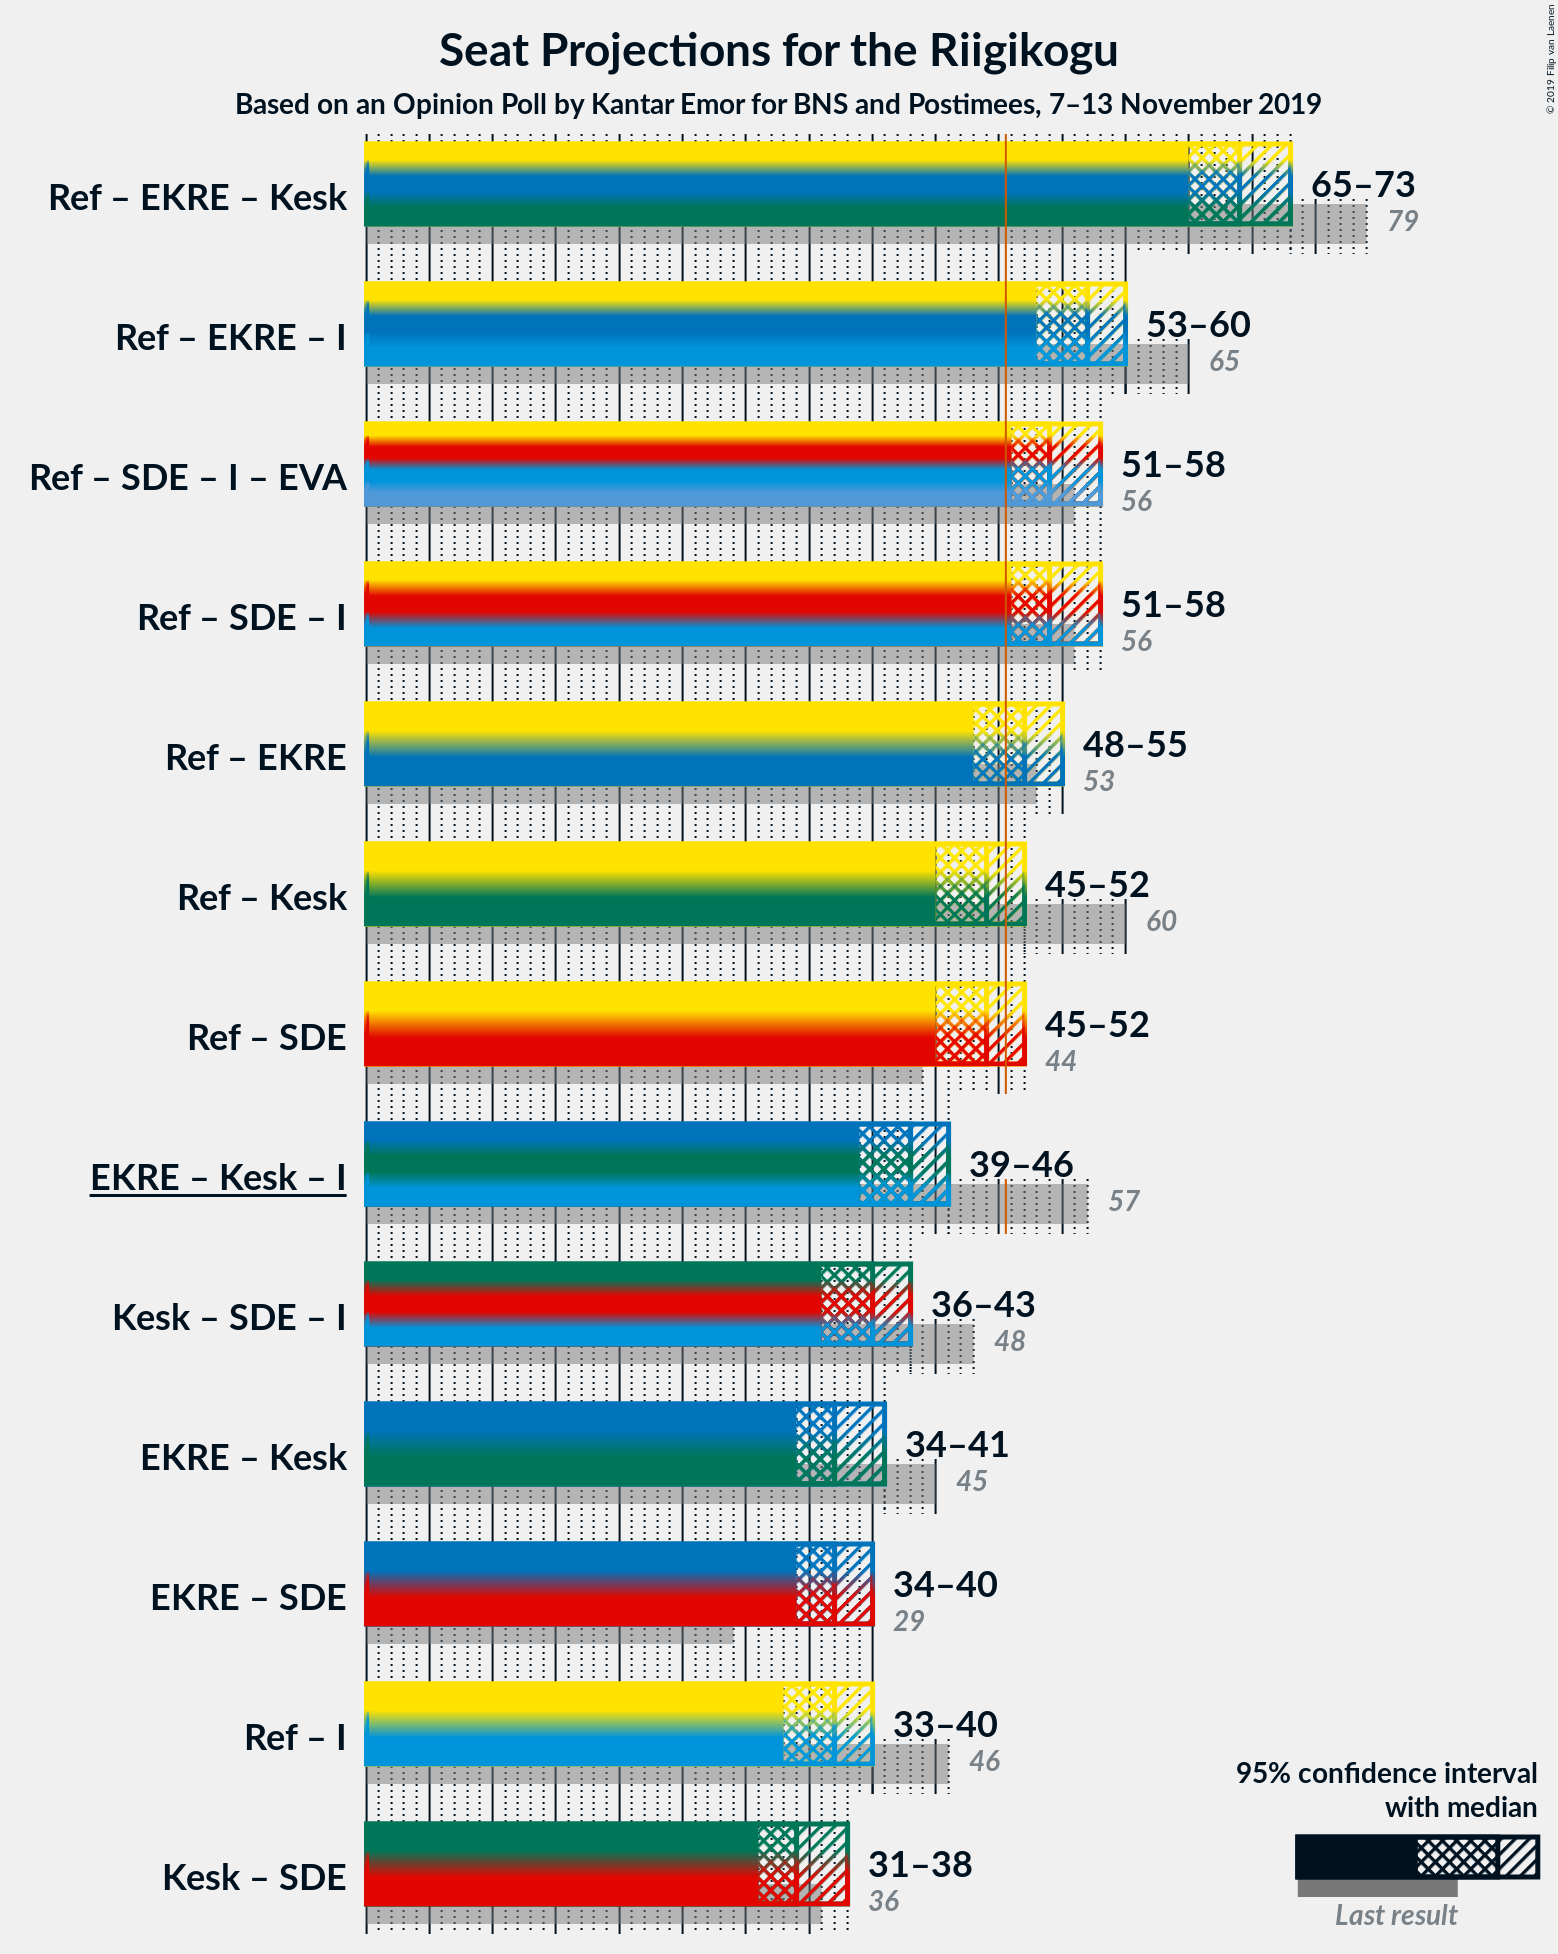 Seat Projections for the Riigikogu
Based on an Opinion Poll by Kantar Emor for BNS and Postimees, 7–13 November 2019
© 2019 Filip van Laenen
Ref – EKRE – Kesk
65–73
79
Ref – EKRE – I
53–60
65
Ref – SDE – I – EVA
51–58
56
Ref – SDE – I
51–58
56
Ref – EKRE
48–55
53
Ref – Kesk
45–52
60
Ref – SDE
45–52
44
EKRE – Kesk – I
39–46
57
Kesk – SDE – I
36–43
48
EKRE – Kesk
34–41
45
EKRE – SDE
34–40
29
Ref – I
33–40
46
Kesk – SDE
31–38
36
95% confidence interval
with median
Last result